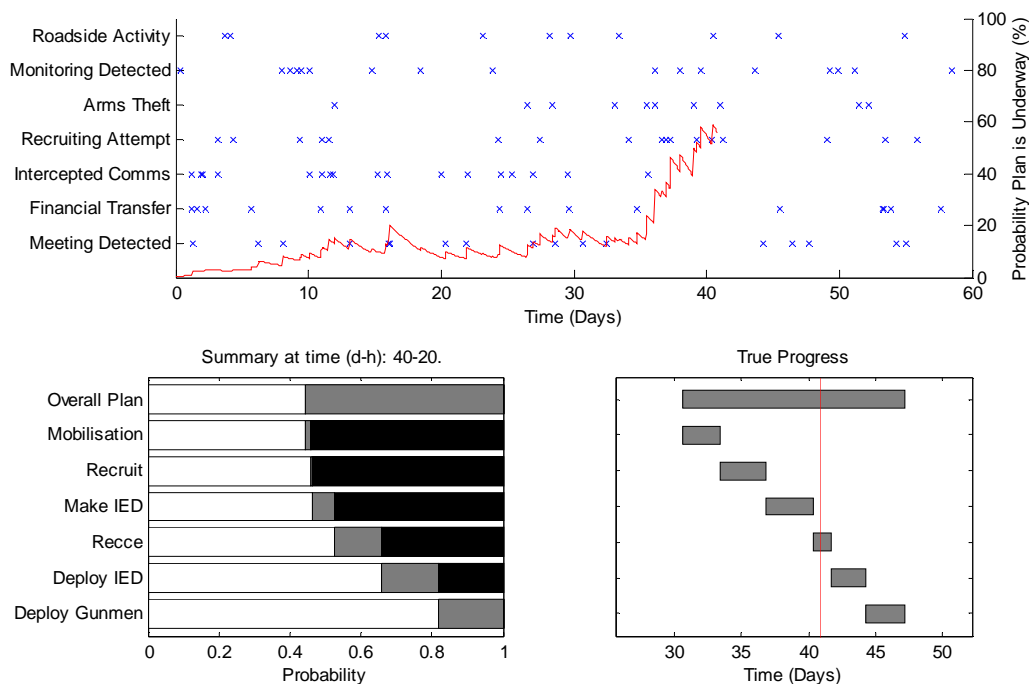 Roadside Activity
Monitoring Detected
Arms Theft
Recruiting Attempt
Intercepted Comms
Financial Transfer
Meeting Detected
100
80
60
40
20
0
Probability Plan is Underway (%)
0 10 20 30 40 50 60
Time (Days)
Summary at time (d-h): 40-20.
Overall Plan
Mobilisation
Recruit
Make IED
Recce
Deploy IED
Deploy Gunmen
0 0.2 0.4 0.6 0.8 1
Probability
True Progress
30 35 40 45 50
Time (Days)